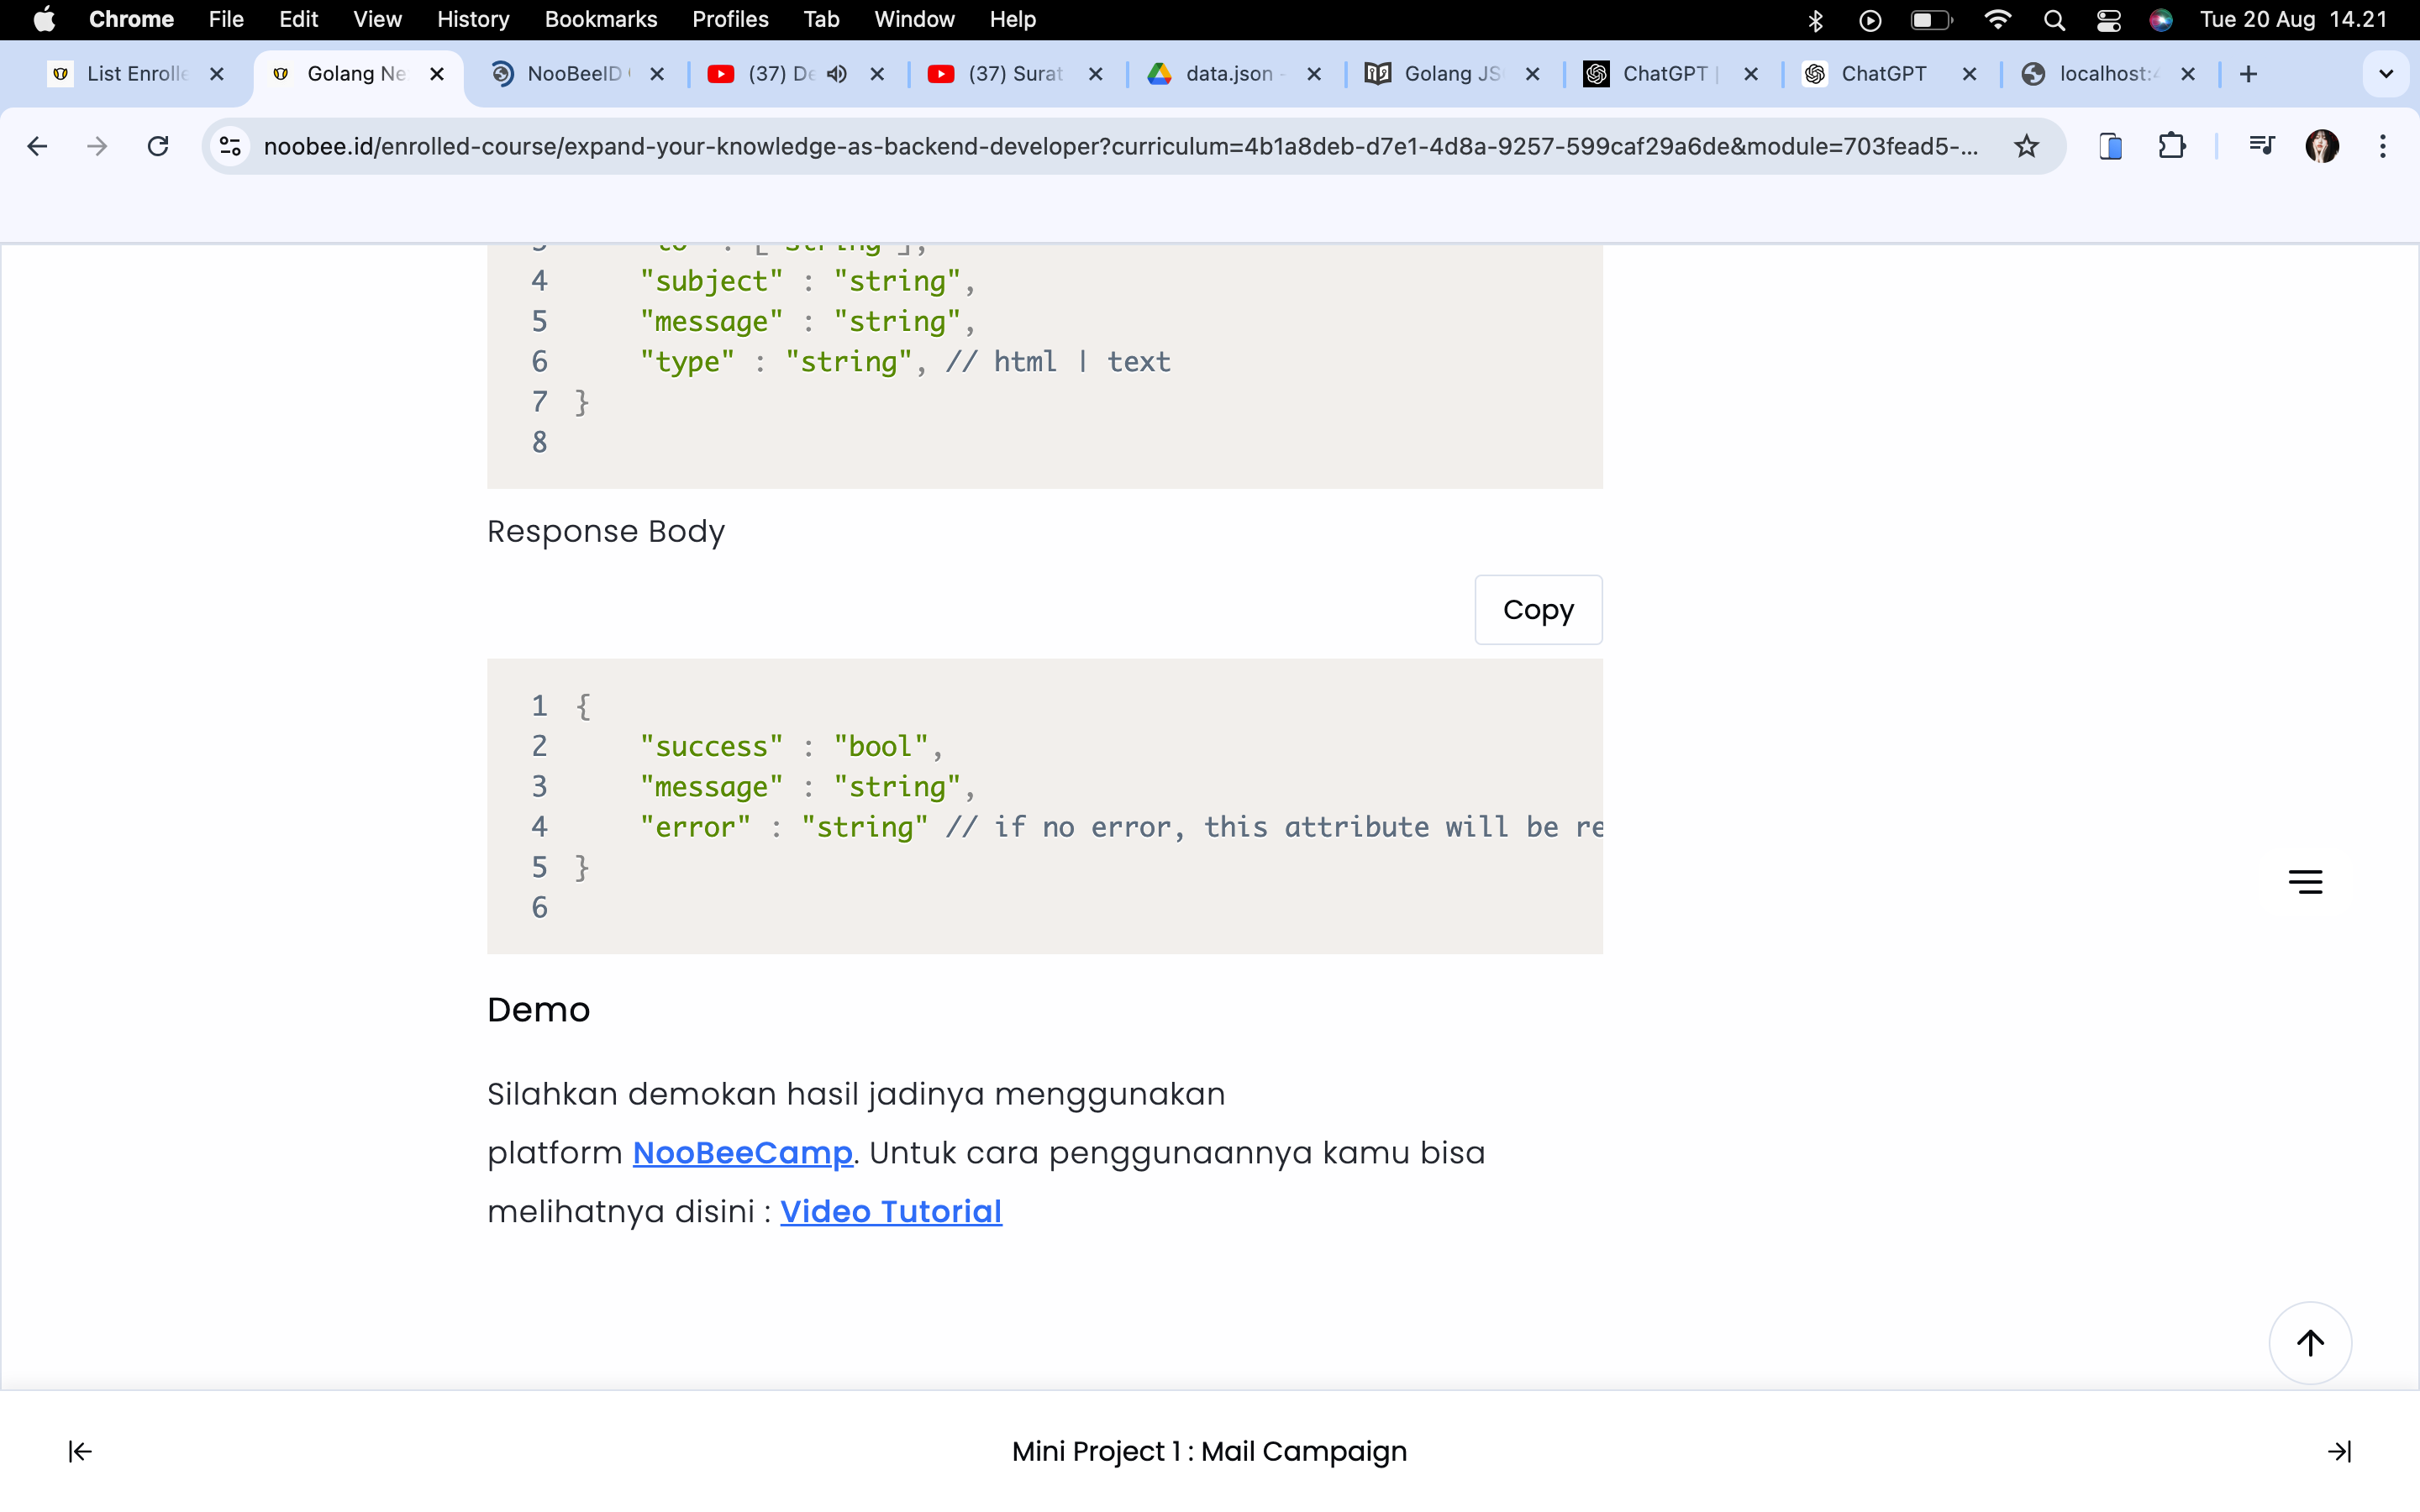 Chrome File Edit View History Bookmarks Profiles Tab Window Help Tue 20 Aug 14.21
List Enrolle Golang Ne NooBeeID (37) De (37) Surat data.json - Golang JS ChatGPT | ChatGPT localhost:4
noobee.id/enrolled-course/expand-your-knowledge-as-backend-developer?curriculum=4b1a8deb-d7e1-4d8a-9257-599caf29a6de&module=703fead5-...
3 "to" : ["string"],
4 "subject" : "string",
5 "message" : "string",
6 "type" : "string", // html | text
7 }
8
Response Body
Copy
1 {
2 "success" : "bool",
3 "message" : "string",
4 "error" : "string" // if no error, this attribute will be re
5 }
6
Demo
Silahkan demokan hasil jadinya menggunakan
platform NooBeeCamp. Untuk cara penggunaannya kamu bisa
melihatnya disini : Video Tutorial
Mini Project 1 : Mail Campaign